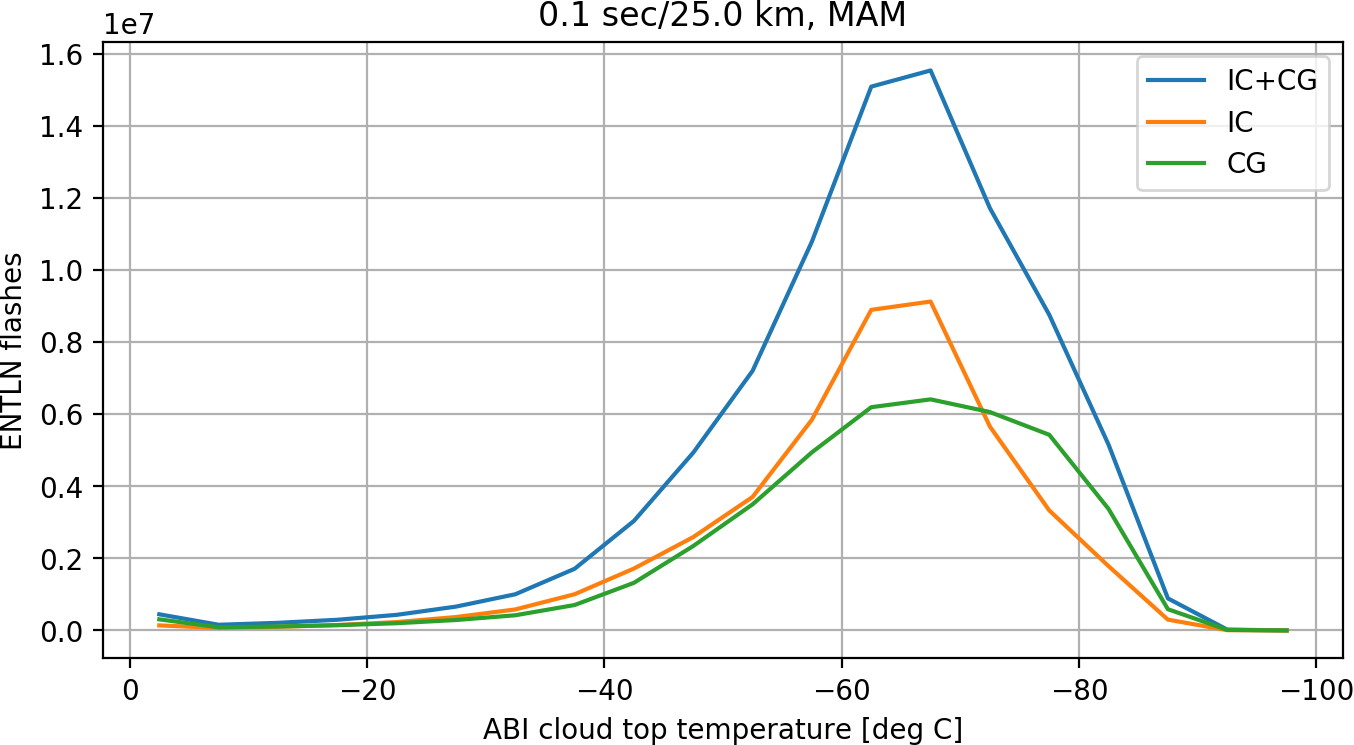 0.1 sec/25.0 km, MAM
1e7
1.6
1.4
1.2
1.0
0.8
0.6
0.4
0.2
0.0
ENTLN flashes
IC+CG
IC
CG
0
−20
−40
−60
−80
−100
ABI cloud top temperature [deg C]